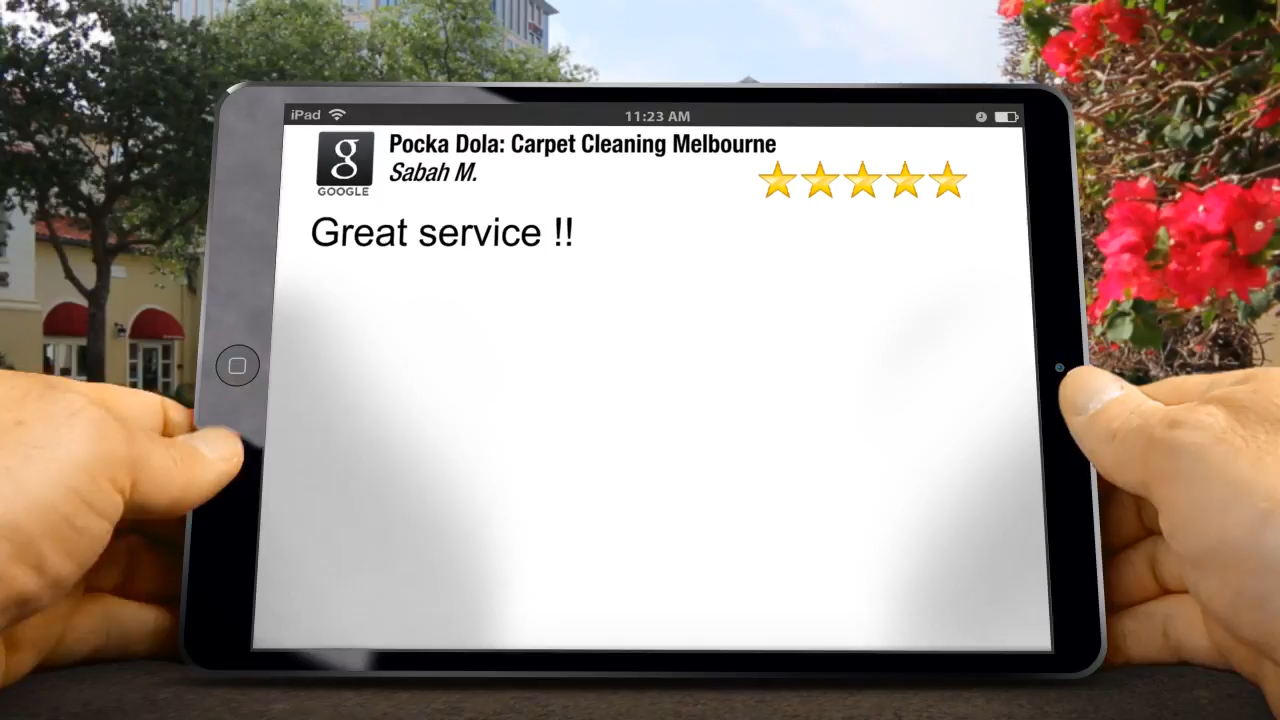 iPad 11:23 AM
Pocka Dola: Carpet Cleaning Melbourne
g Sabah M.
GOOGLE
Great service !!